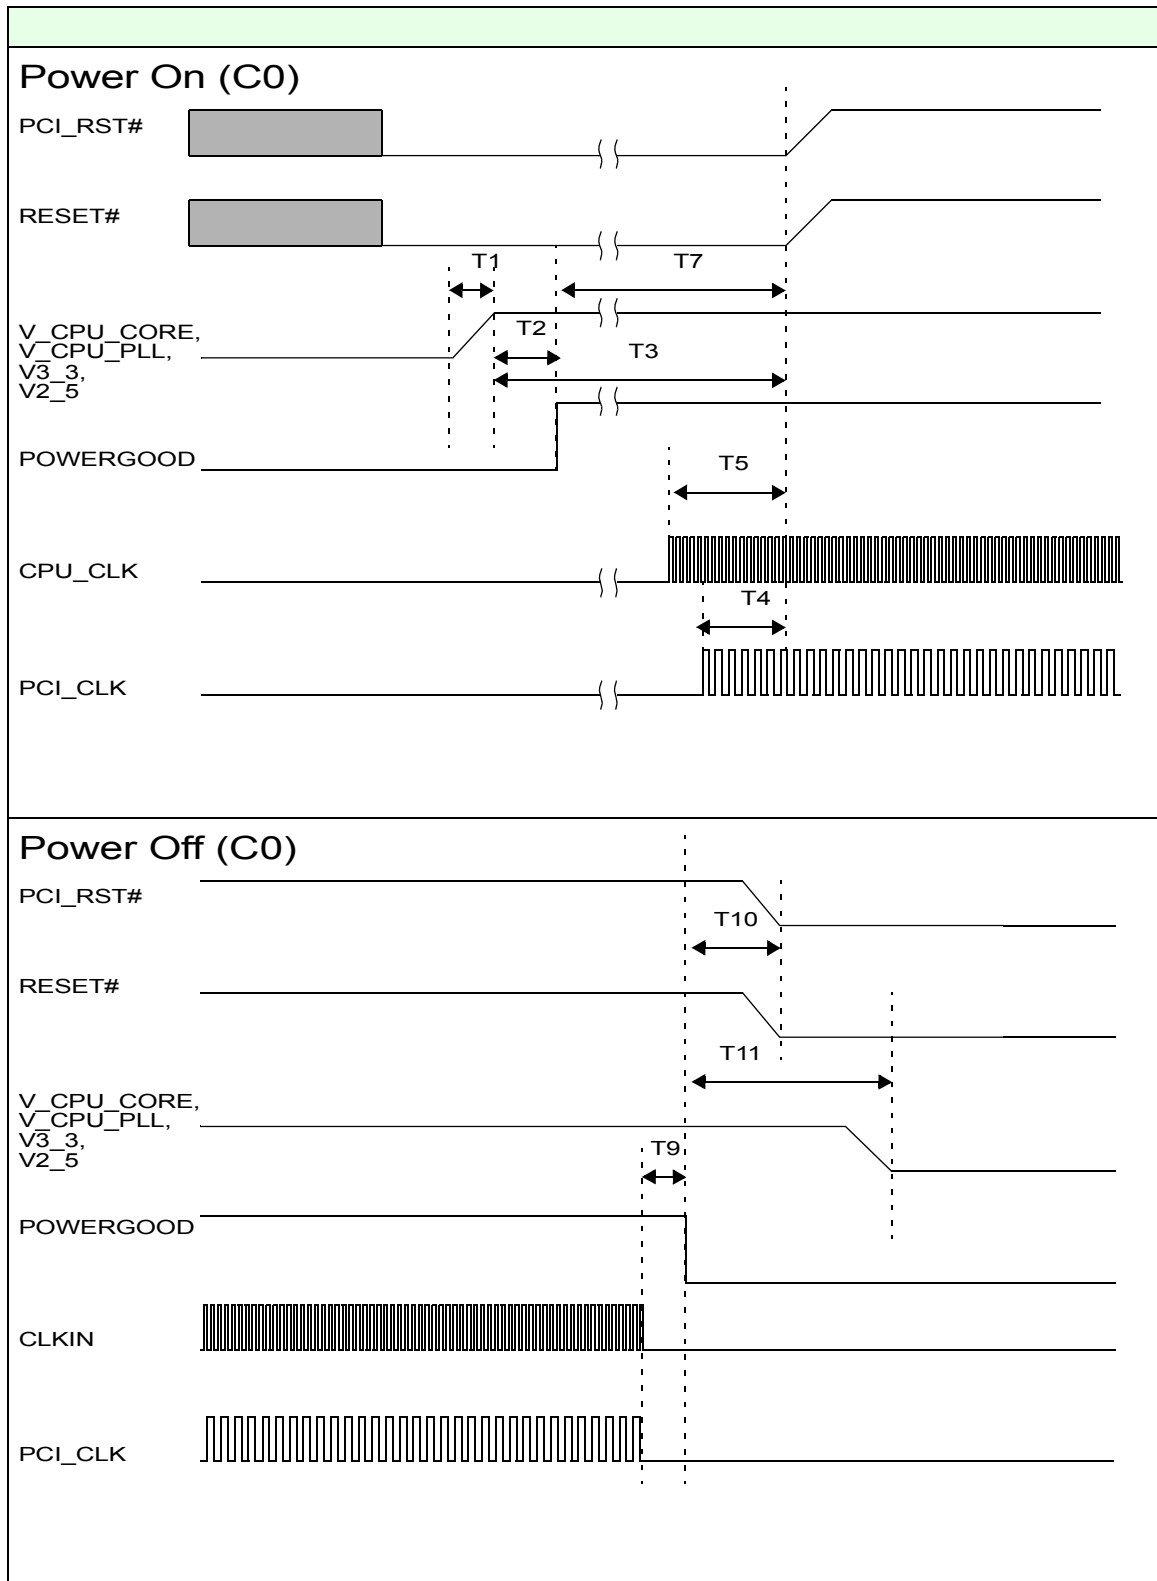 Power On (C0)
PCI_RST#
RESET#
T1
T7
V_CPU_CORE,
V_CPU_PLL,
V3_3,
V2_5
T2
T3
POWERGOOD
T5
CPU_CLK
T4
PCI_CLK
Power Off (C0)
PCI_RST#
T10
RESET#
T11
V_CPU_CORE,
V_CPU_PLL,
V3_3,
V2_5
T9
POWERGOOD
CLKIN
PCI_CLK